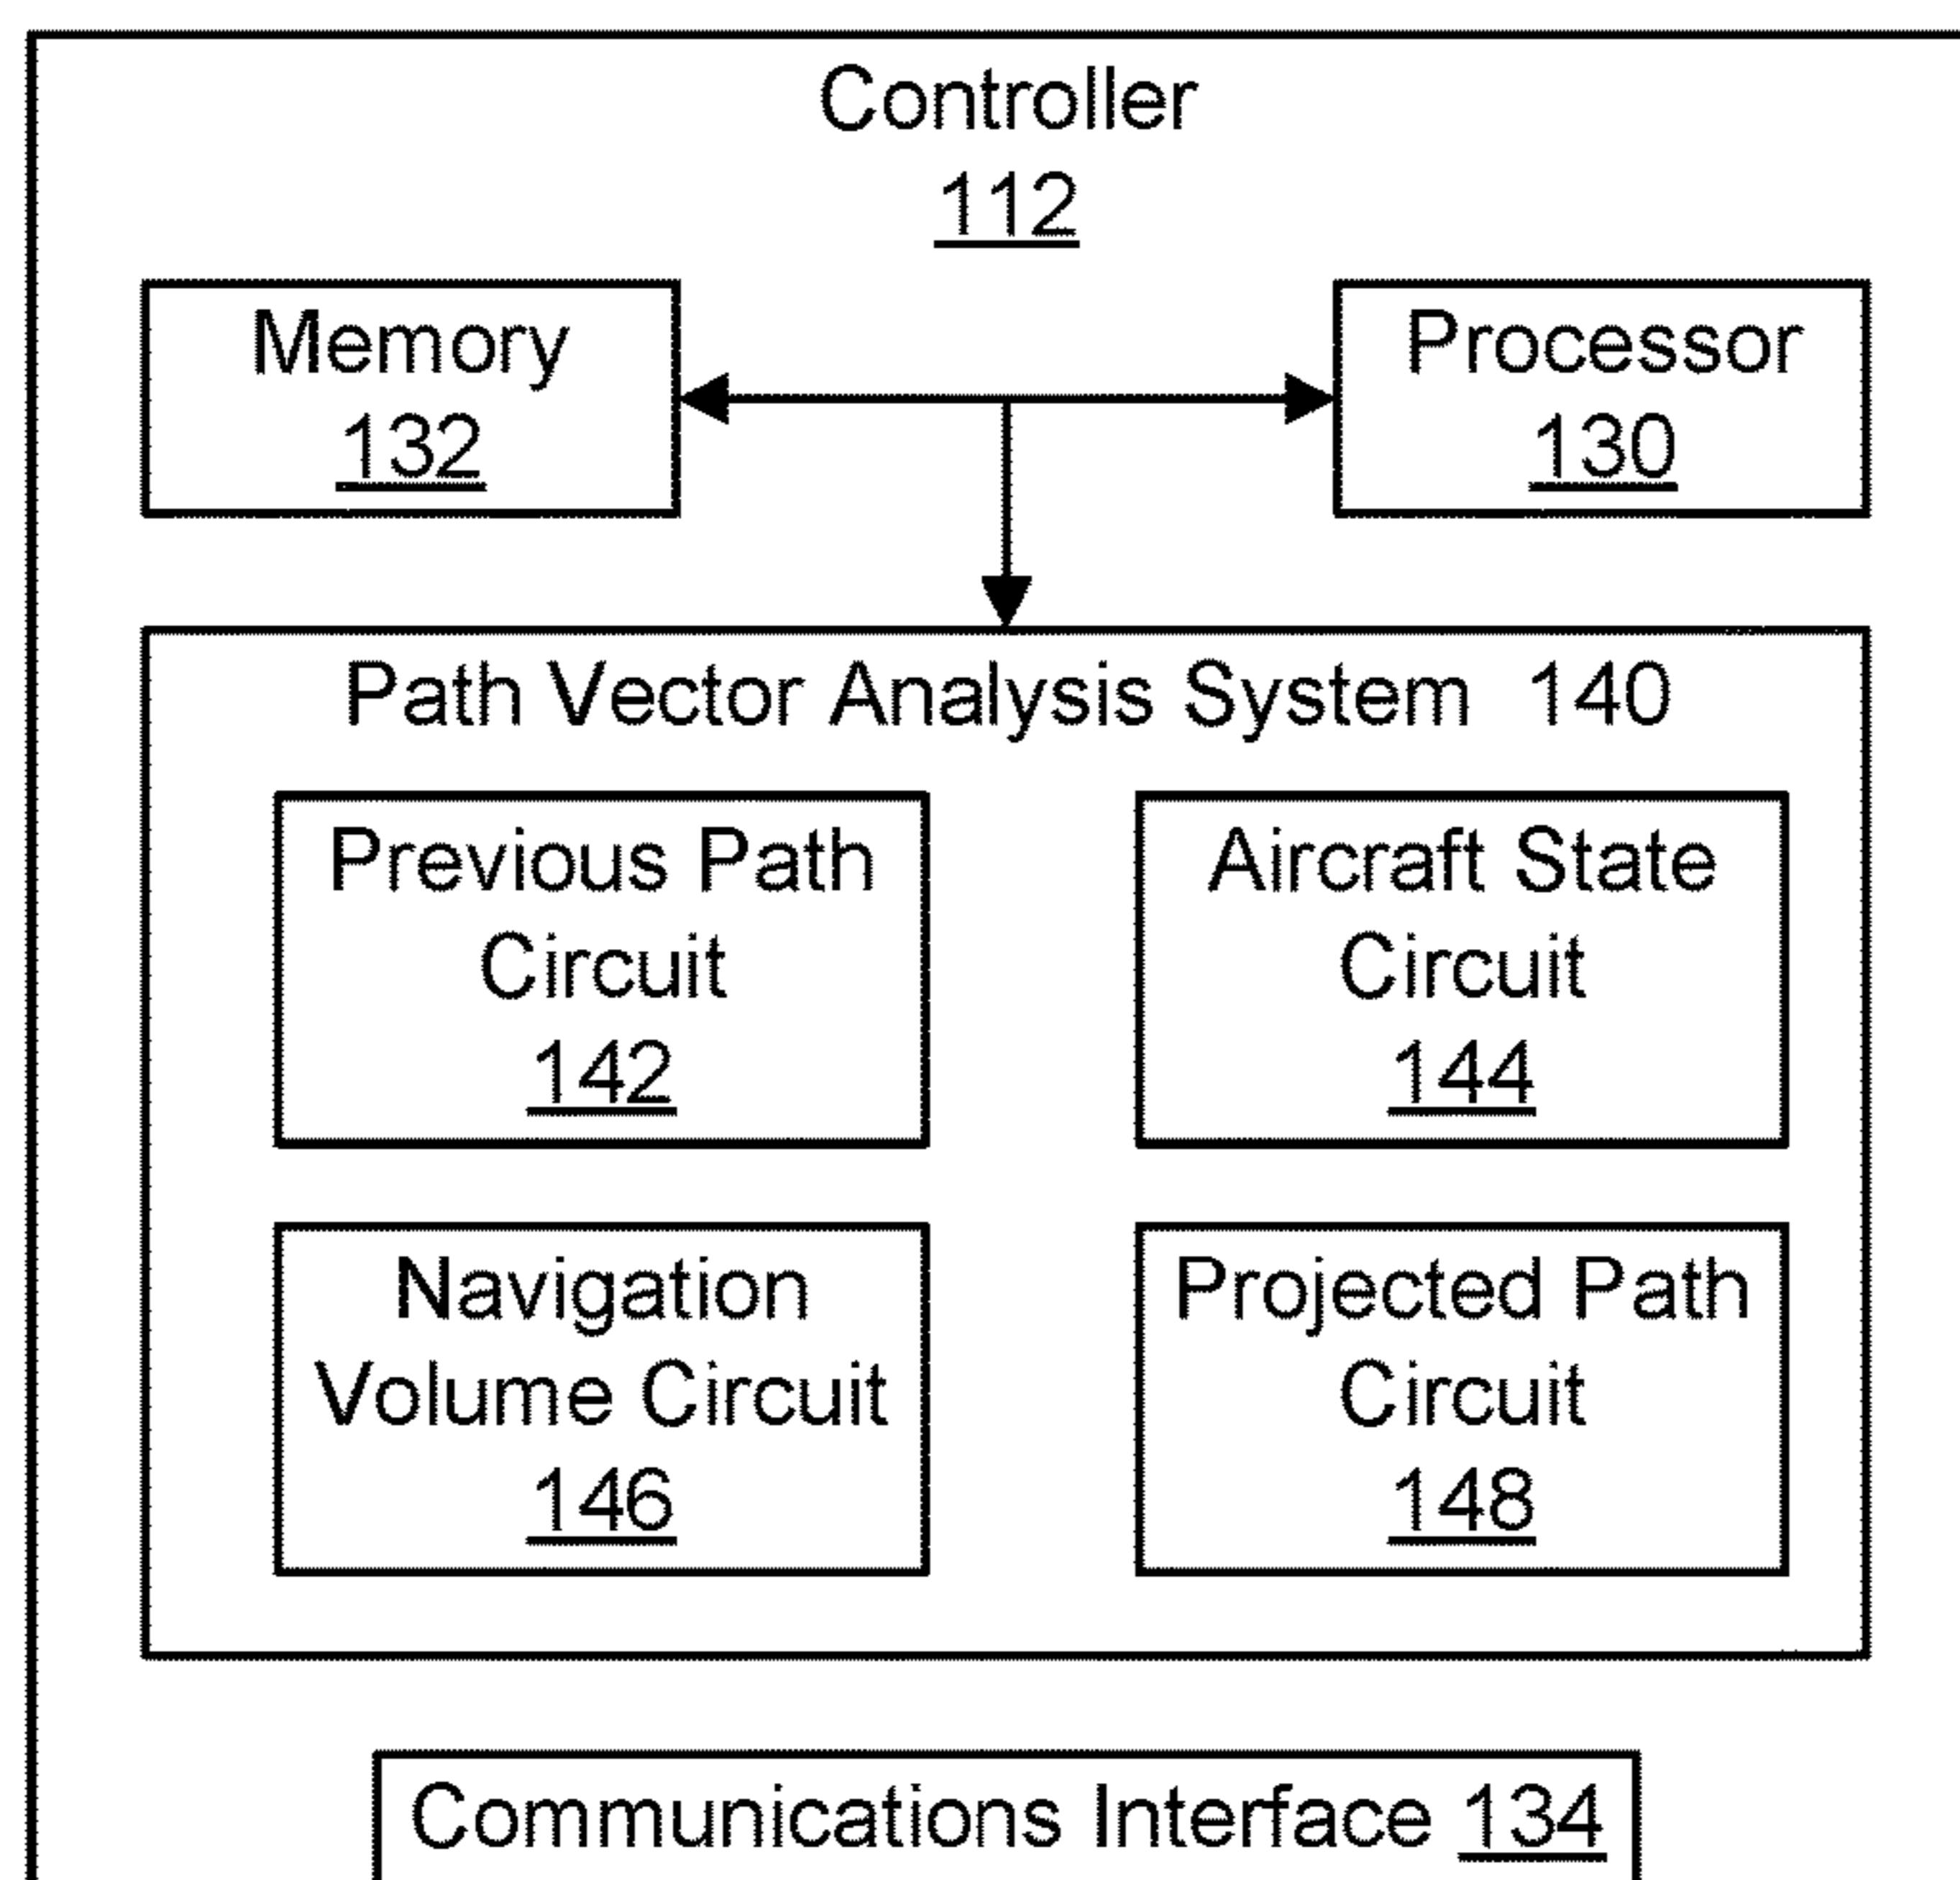 Controller
112
Memory
132
Processor
130
Path Vector Analysis System 140
Previous Path
Circuit
142
Aircraft State
Circuit
144
Navigation
Volume Circuit
146
Projected Path
Circuit
148
Communications Interface 134